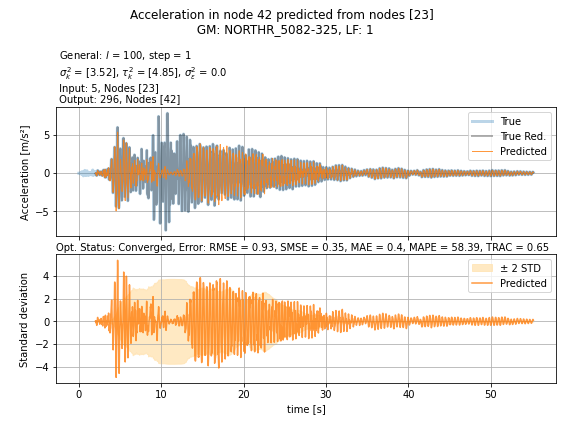 Acceleration in node 42 predicted from nodes [23]
GM: NORTHR_5082-325, LF: 1
General: l = 100, step = 1
σ²ₖ = [3.52], τ²ₖ = [4.85], σ²ε = 0.0
Input: 5, Nodes [23]
Output: 296, Nodes [42]
Acceleration [m/s²]
5
0
−5
True
True Red.
Predicted
Opt. Status: Converged, Error: RMSE = 0.93, SMSE = 0.35, MAE = 0.4, MAPE = 58.39, TRAC = 0.65
Standard deviation
4
2
0
−2
−4
± 2 STD
Predicted
0 10 20 30 40 50
time [s]